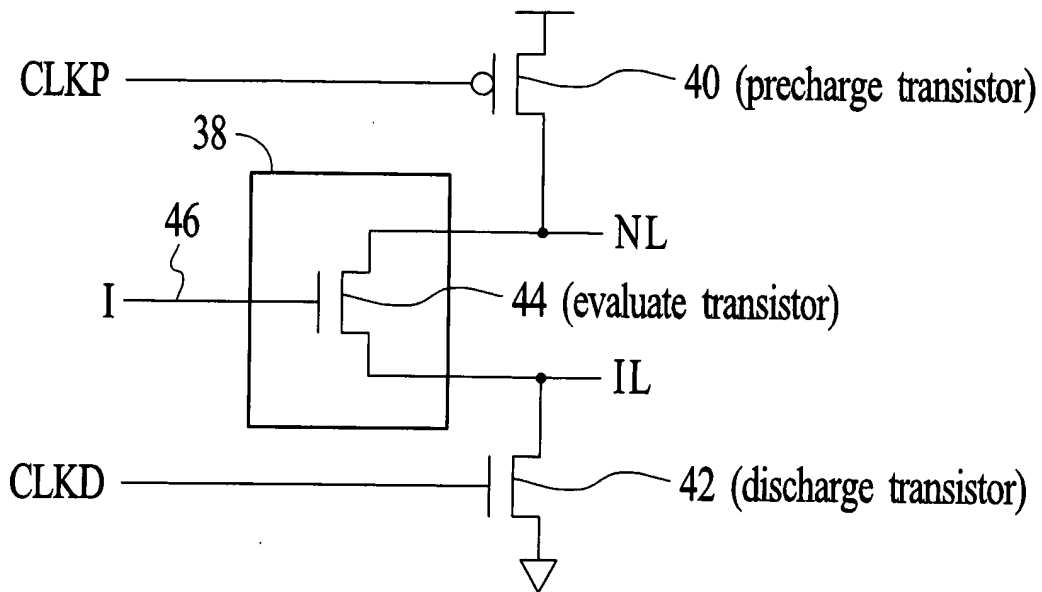 CLKP
40 (precharge transistor)
38
46
NL
I
44 (evaluate transistor)
IL
CLKD
42 (discharge transistor)